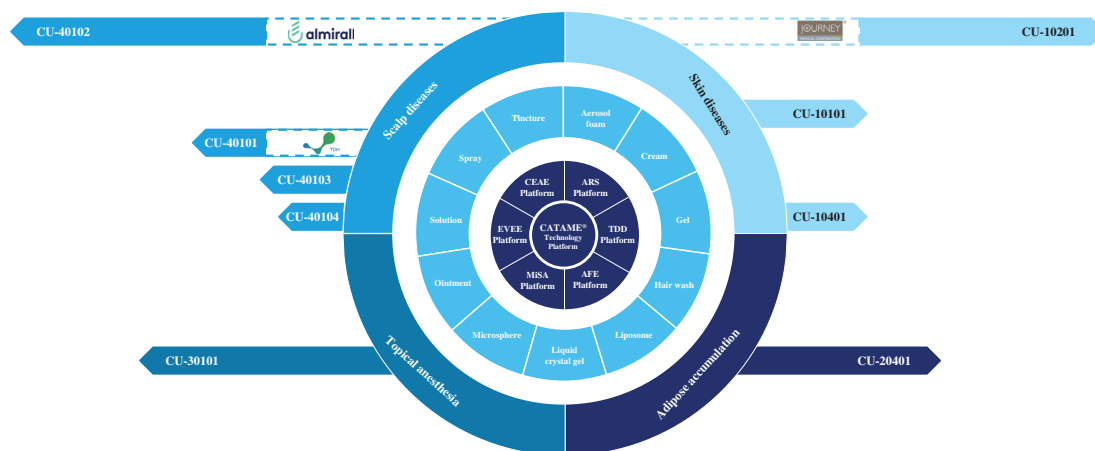 CU-40102
almirall
JOURNEY
MEDICAL CORPORATION
CU-10201
Scalp diseases
Skin diseases
CU-10101
CU-40101
TDM
CU-40103
CU-40104
CU-10401
Tincture
Aerosol
foam
Spray
Cream
Solution
Gel
Ointment
Hair wash
Microsphere
Liquid
crystal gel
Liposome
CEAE
Platform
ARS
Platform
EVEE
Platform
CATAME®
Technology
Platform
TDD
Platform
MiSA
Platform
AFE
Platform
CU-30101
Topical anesthesia
Adipose accumulation
CU-20401